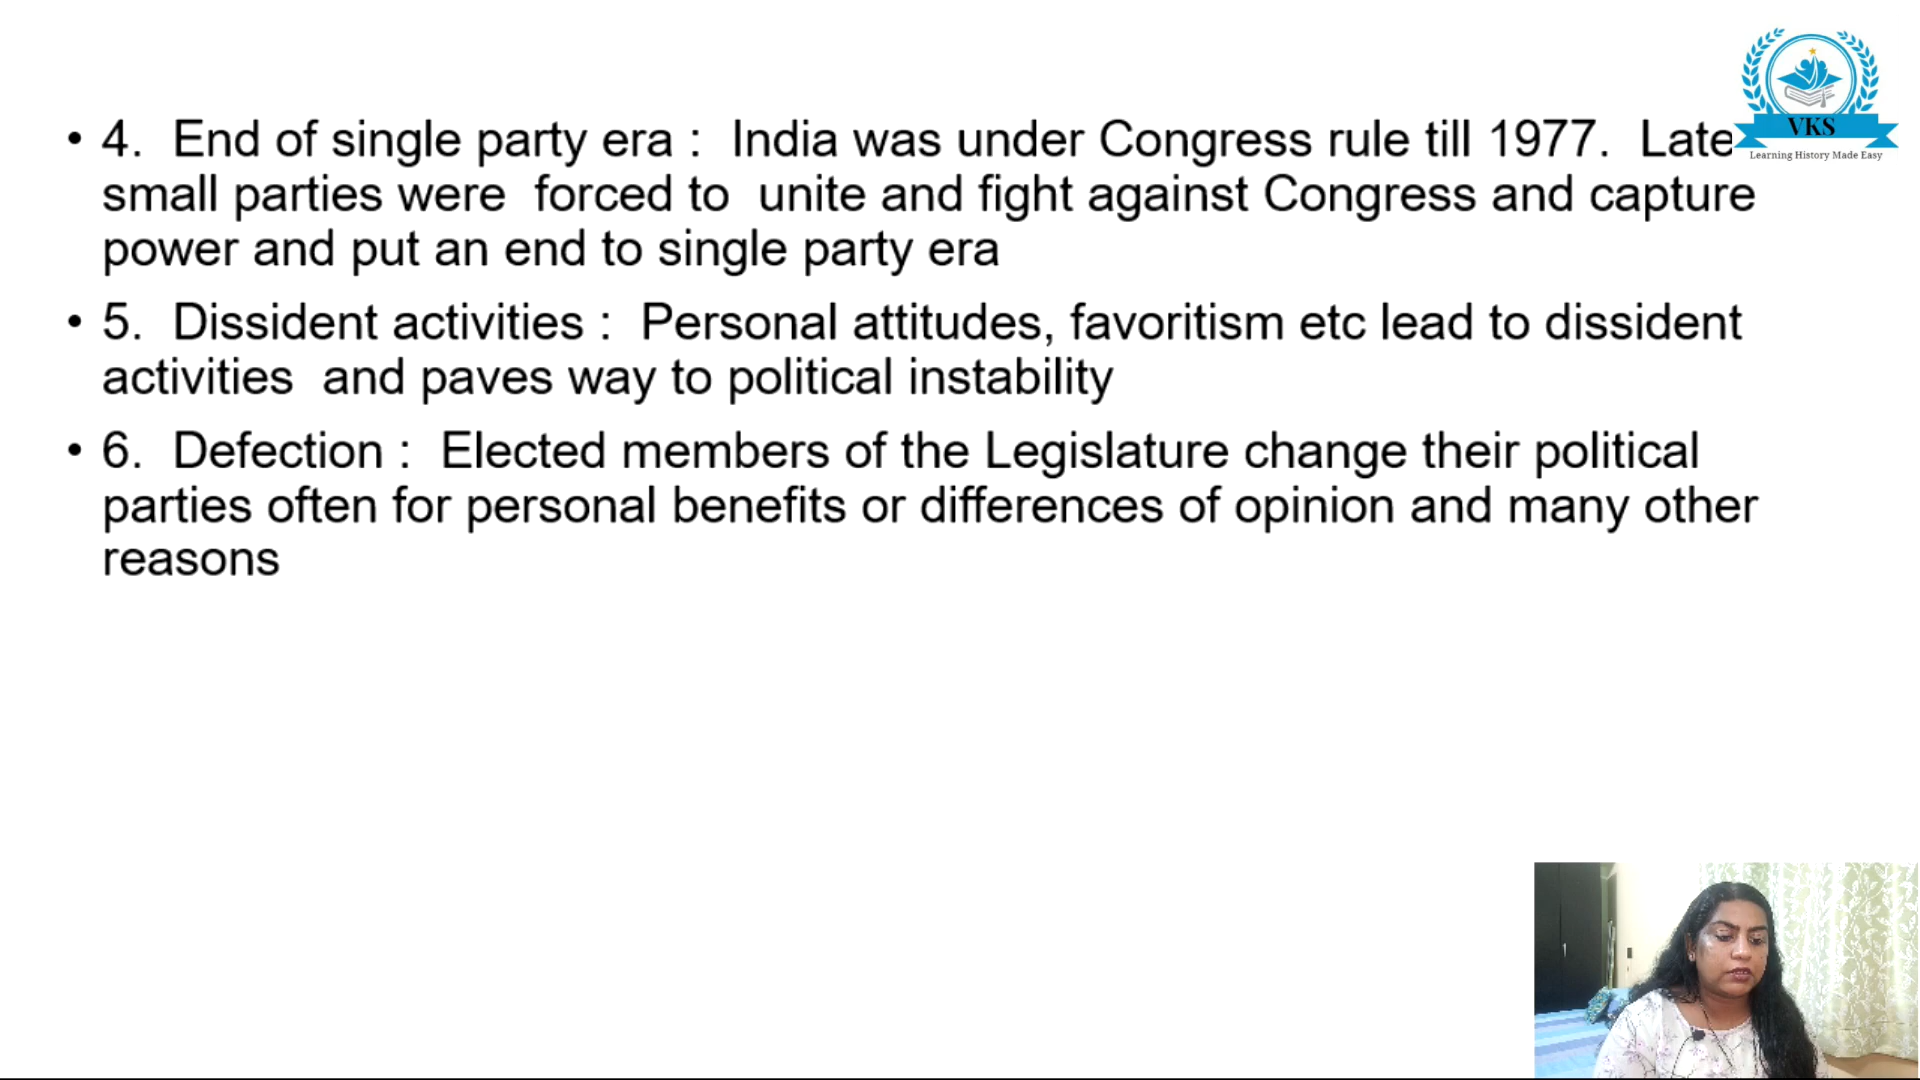 • 4. End of single party era : India was under Congress rule till 1977. Late
small parties were forced to unite and fight against Congress and capture
power and put an end to single party era
• 5. Dissident activities : Personal attitudes, favoritism etc lead to dissident
activities and paves way to political instability
• 6. Defection : Elected members of the Legislature change their political
parties often for personal benefits or differences of opinion and many other
reasons
VKS
Learning History Made Easy